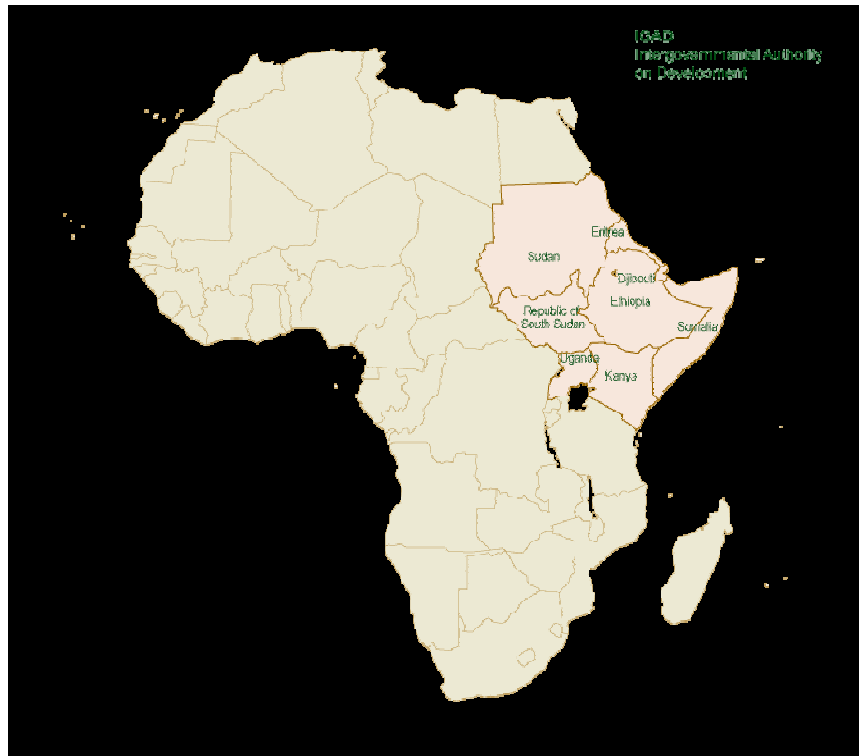 IGAD
Intergovernmental Authority
on Development
Eritrea
Sudan
Djibouti
Ethiopia
Republic of
South Sudan
Somalia
Uganda
Kenya